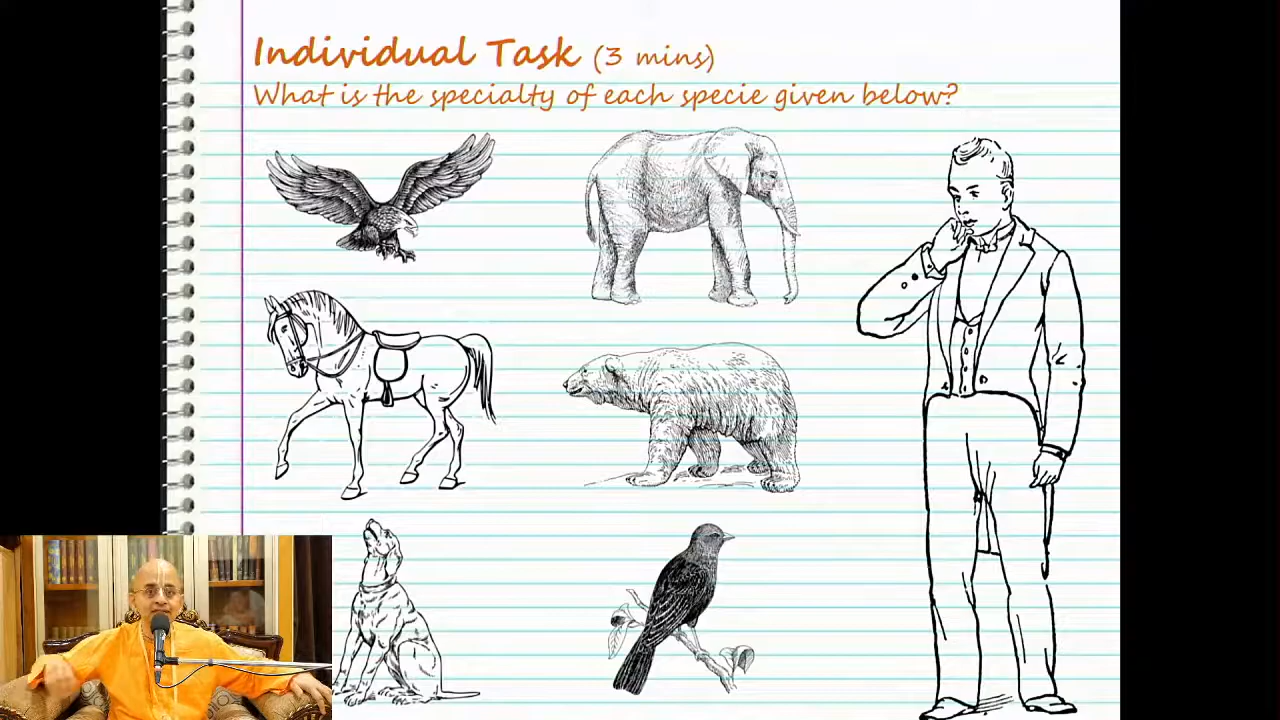 Individual Task (3 mins)
What is the specialty of each specie given below?